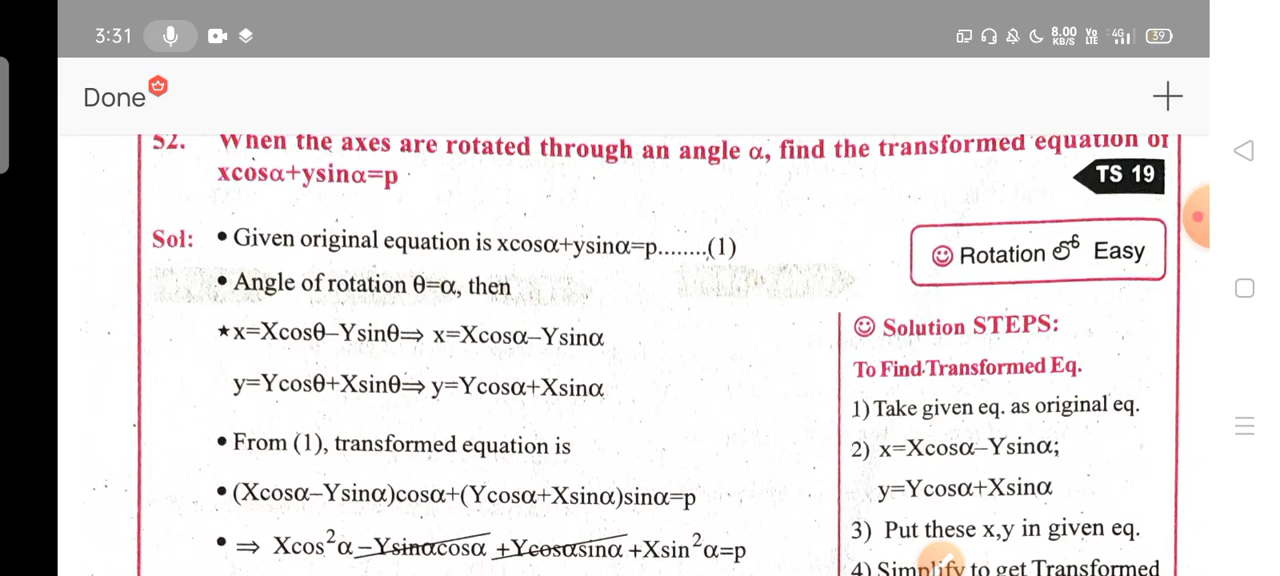 3:31
8.00 KB/S Vo LTE 4G 39
Done
52. When the axes are rotated through an angle α, find the transformed equation of
xcosα+ysinα=p
TS 19
Sol: • Given original equation is xcosα+ysinα=p........(1)
Rotation Easy
• Angle of rotation θ=α, then
★x=Xcosθ−Ysinθ⇒ x=Xcosα−Ysinα
y=Ycosθ+Xsinθ⇒y=Ycosα+Xsinα
• From (1), transformed equation is
• (Xcosα−Ysinα)cosα+(Ycosα+Xsinα)sinα=p
• ⇒ Xcos²α−Ysinαcosα+Ycosαsinα+Xsin²α=p
Solution STEPS:
To Find Transformed Eq.
1) Take given eq. as original eq.
2) x=Xcosα−Ysinα;
y=Ycosα+Xsinα
3) Put these x,y in given eq.
4) Simplify to get Transformed